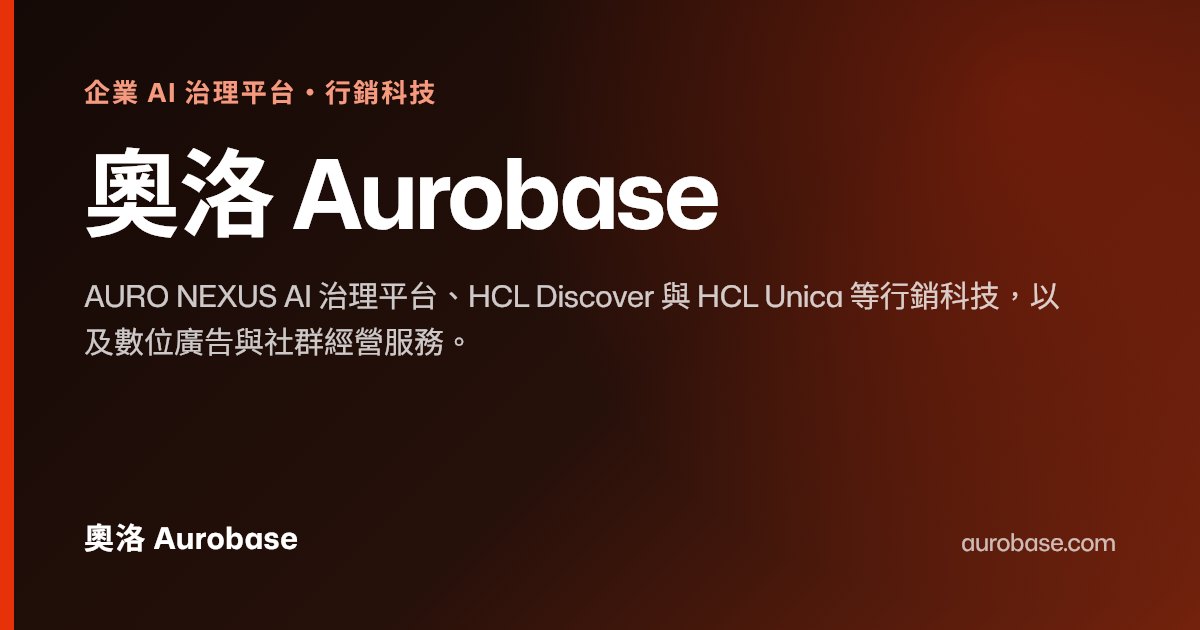 企業 AI 治理平台・行銷科技
奧洛 Aurobase
AURO NEXUS AI 治理平台、HCL Discover 與 HCL Unica 等行銷科技，以
及數位廣告與社群經營服務。
奧洛 Aurobase
aurobase.com